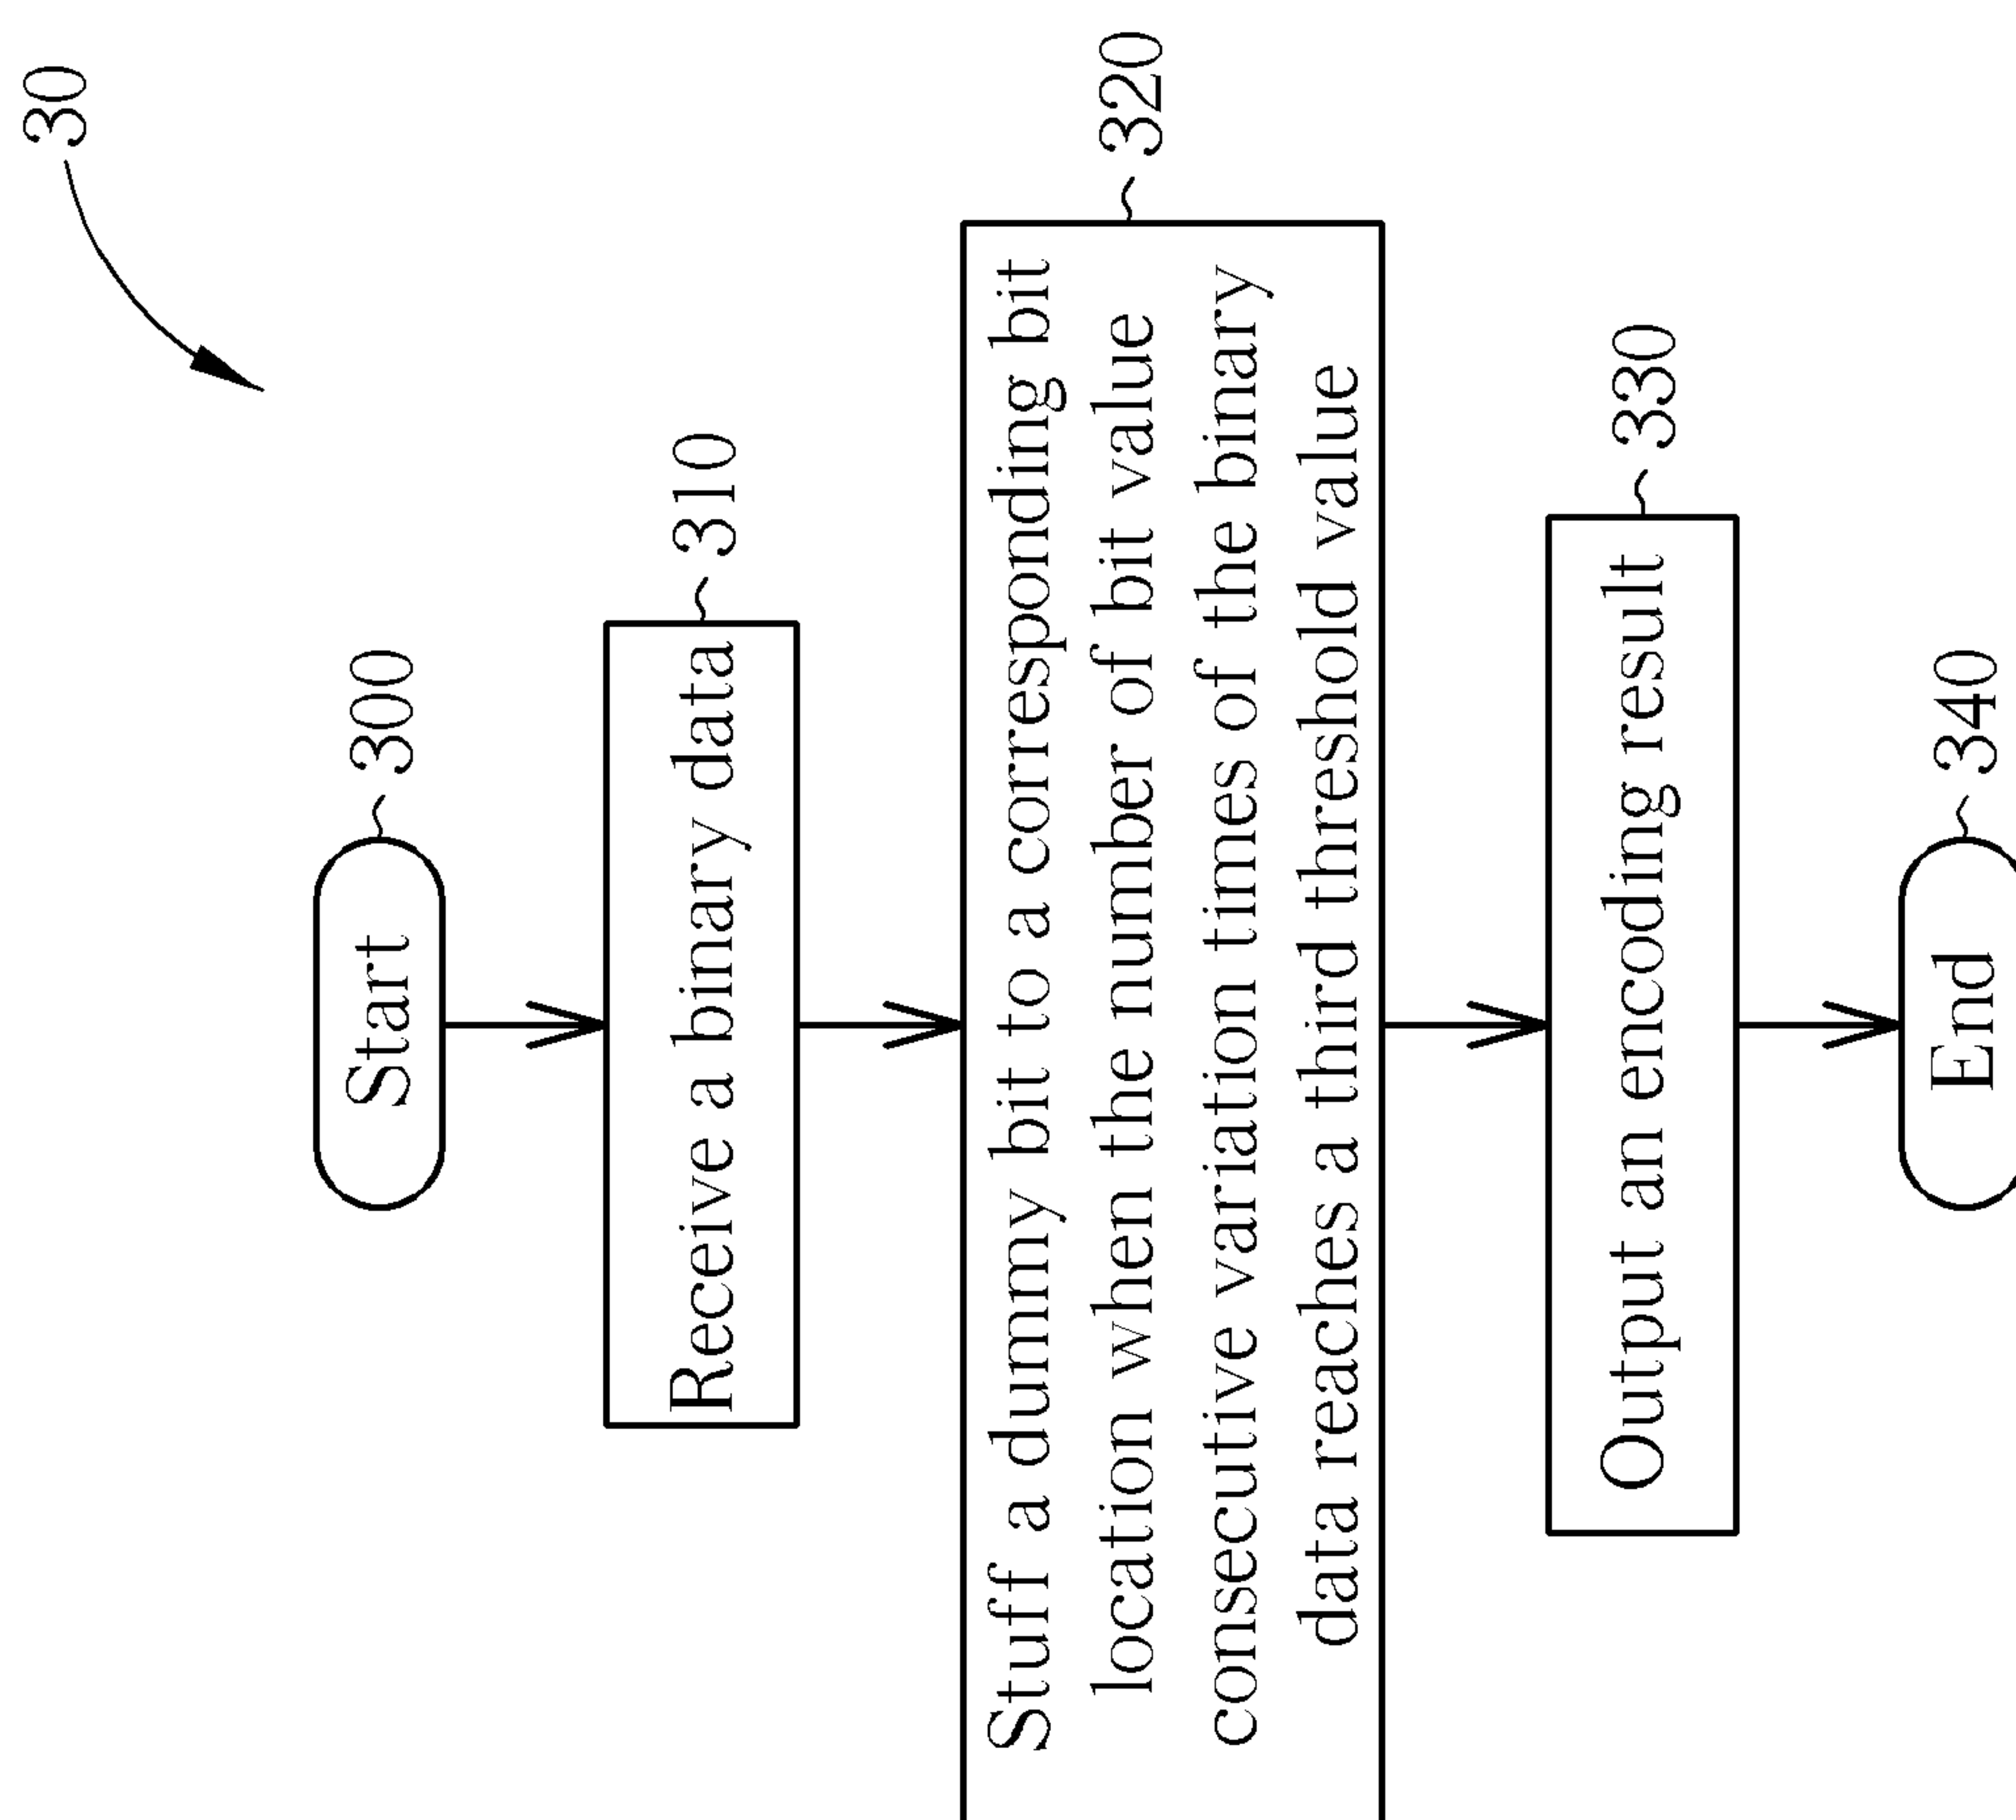 30
Start
300
Receive a binary data
310
Stuff a dummy bit to a corresponding bit
location when the number of bit value
consecutive variation times of the binary
data reaches a third threshold value
320
Output an encoding result
330
End
340